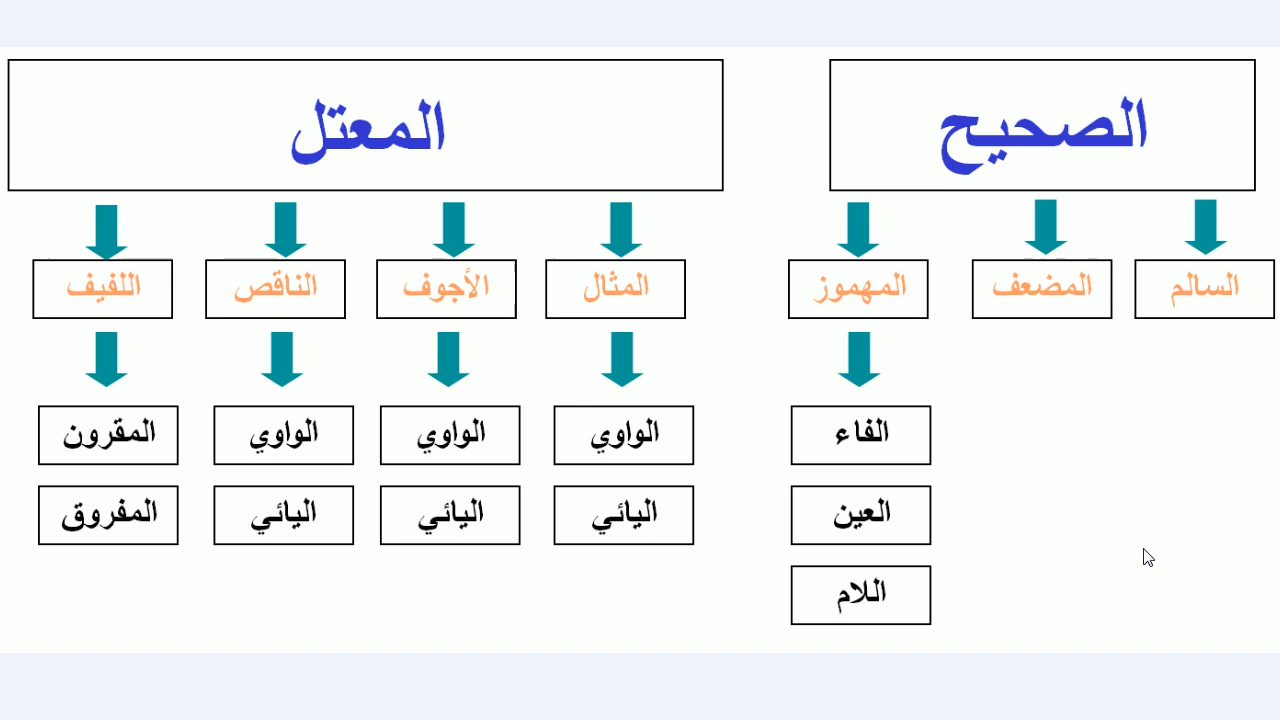 الصحيح
المعتل
السالم
المضعف
المهموز
المثال
الأجوف
الناقص
اللفيف
الفاء
الواوي
الواوي
الواوي
المقرون
العين
اليائي
اليائي
اليائي
المفروق
اللام